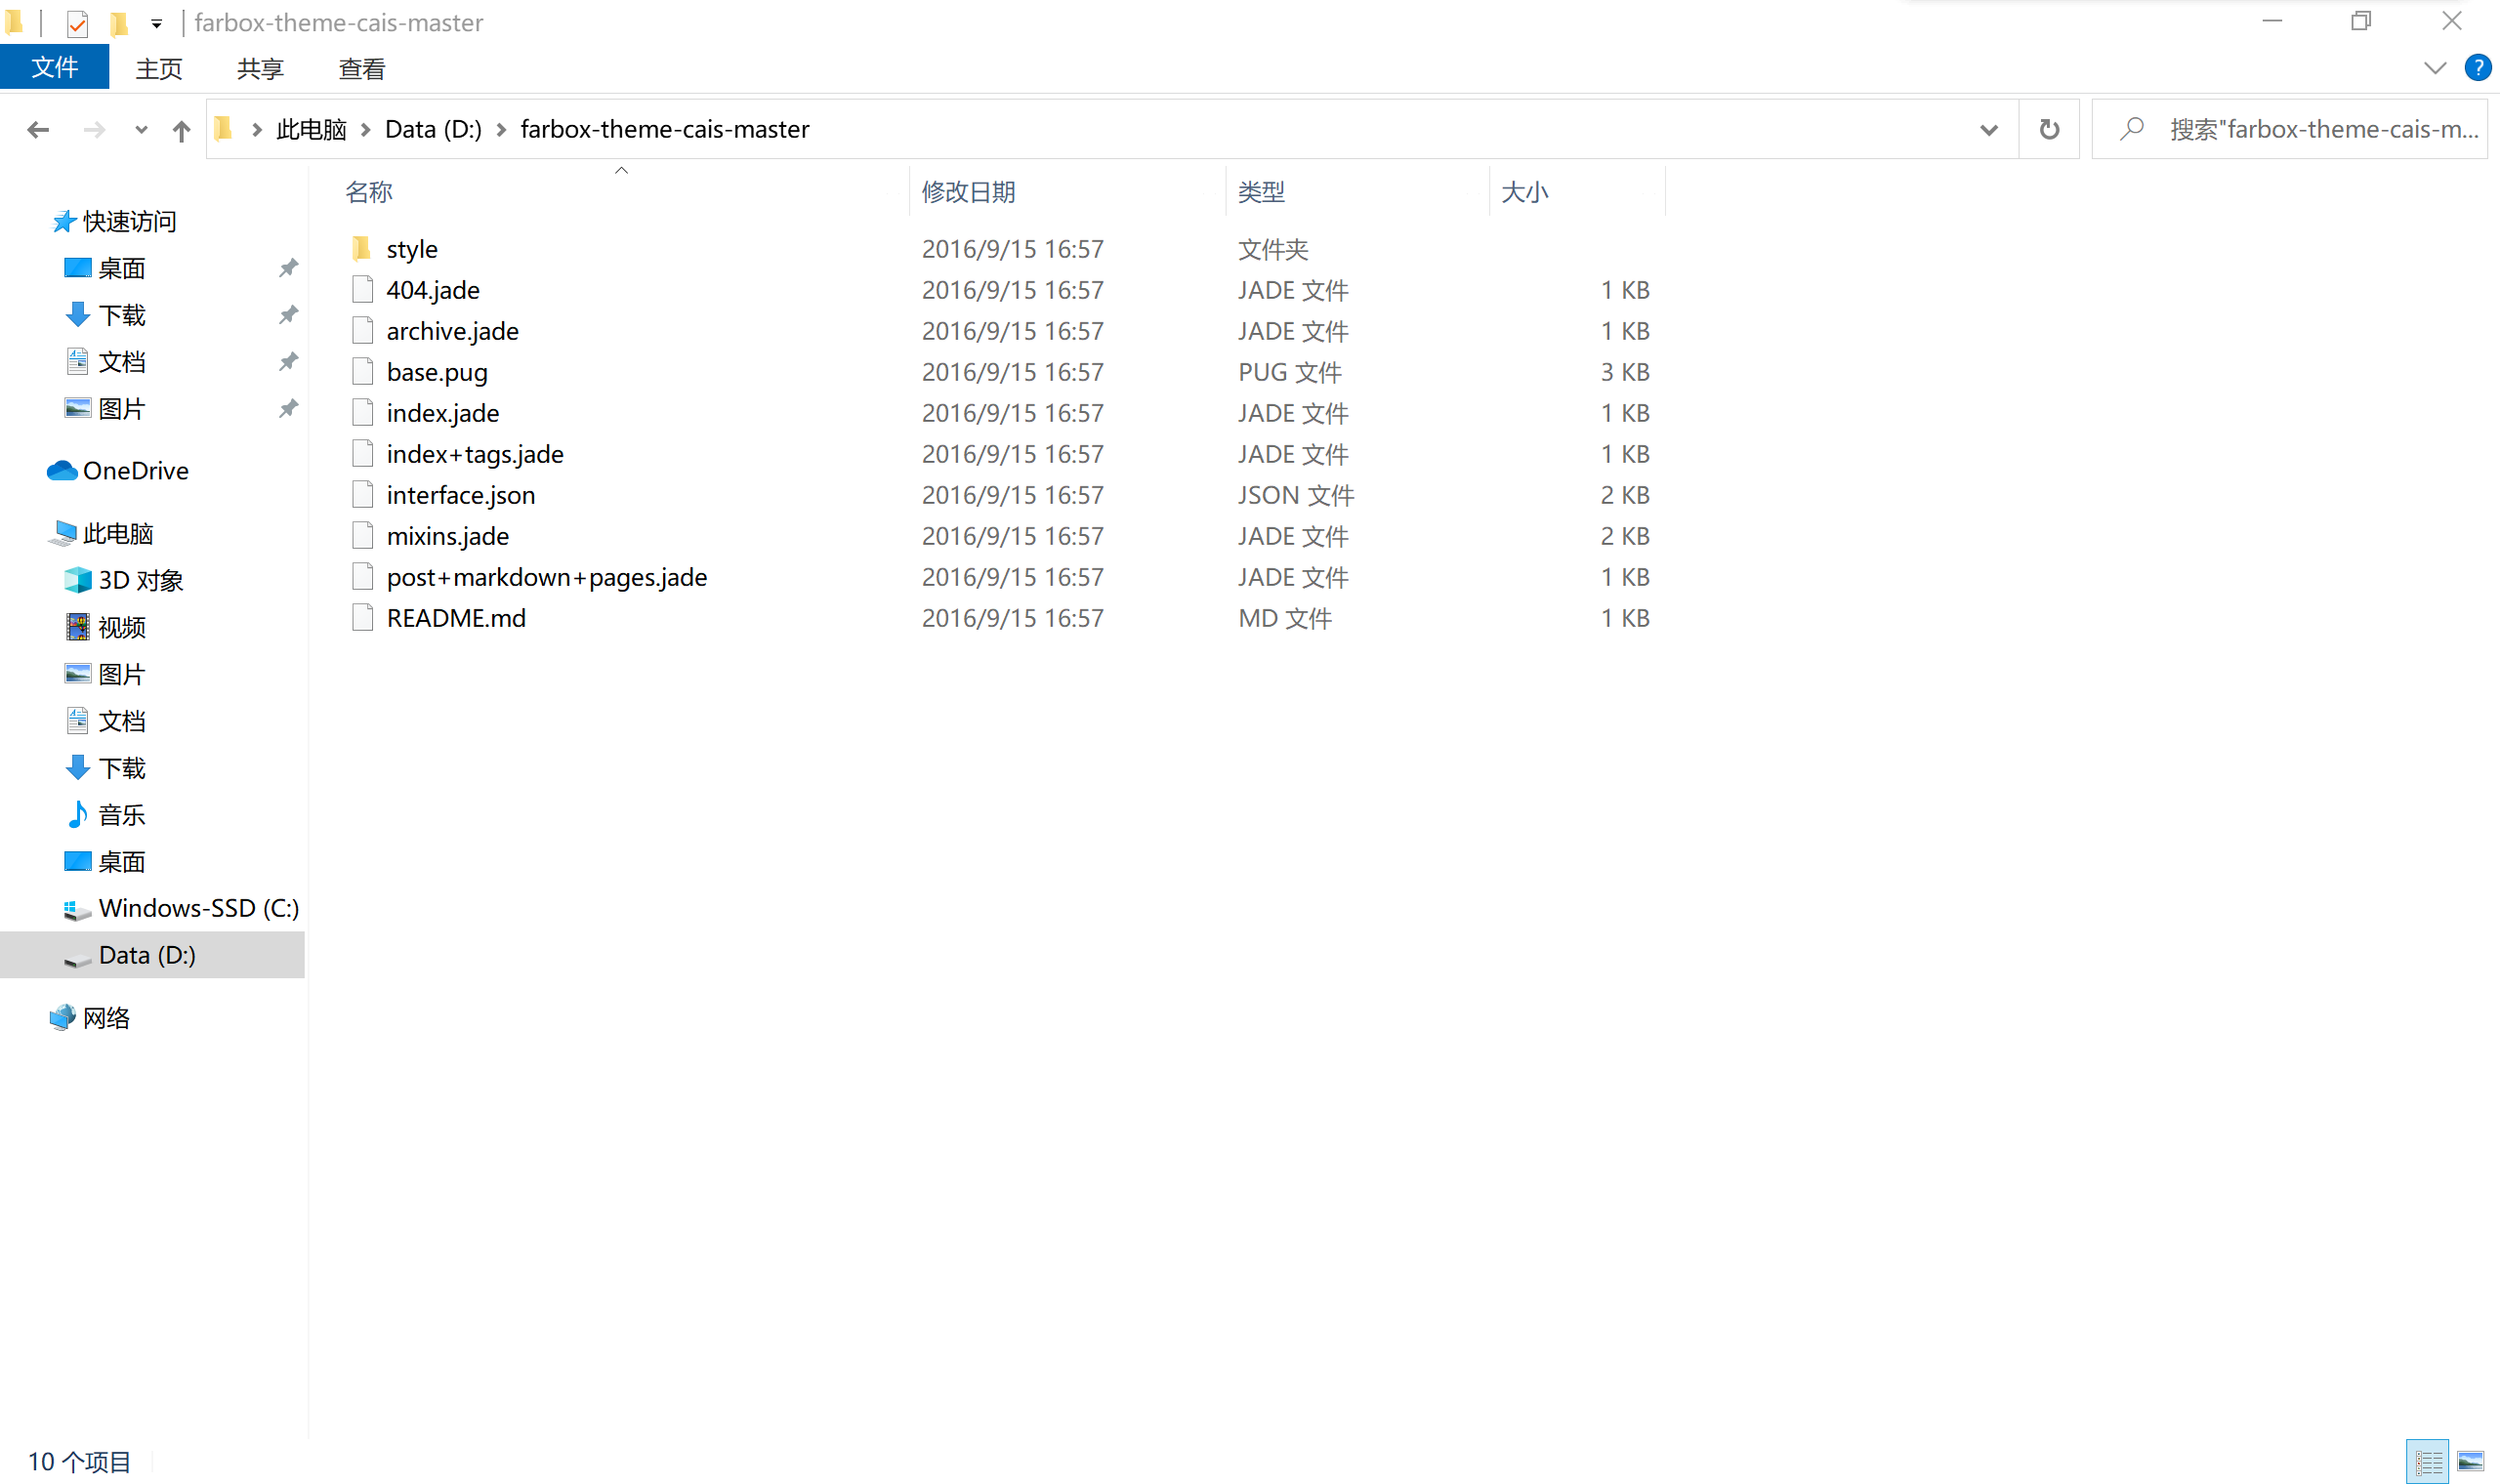 farbox-theme-cais-master
文件 主页 共享 查看
此电脑 Data (D:) farbox-theme-cais-master 搜索"farbox-theme-cais-m...
名称 修改日期 类型 大小
快速访问
桌面
下载
文档
图片
OneDrive
此电脑
3D 对象
视频
图片
文档
下载
音乐
桌面
Windows-SSD (C:)
Data (D:)
网络
style 2016/9/15 16:57 文件夹
404.jade 2016/9/15 16:57 JADE 文件 1 KB
archive.jade 2016/9/15 16:57 JADE 文件 1 KB
base.pug 2016/9/15 16:57 PUG 文件 3 KB
index.jade 2016/9/15 16:57 JADE 文件 1 KB
index+tags.jade 2016/9/15 16:57 JADE 文件 1 KB
interface.json 2016/9/15 16:57 JSON 文件 2 KB
mixins.jade 2016/9/15 16:57 JADE 文件 2 KB
post+markdown+pages.jade 2016/9/15 16:57 JADE 文件 1 KB
README.md 2016/9/15 16:57 MD 文件 1 KB
10 个项目